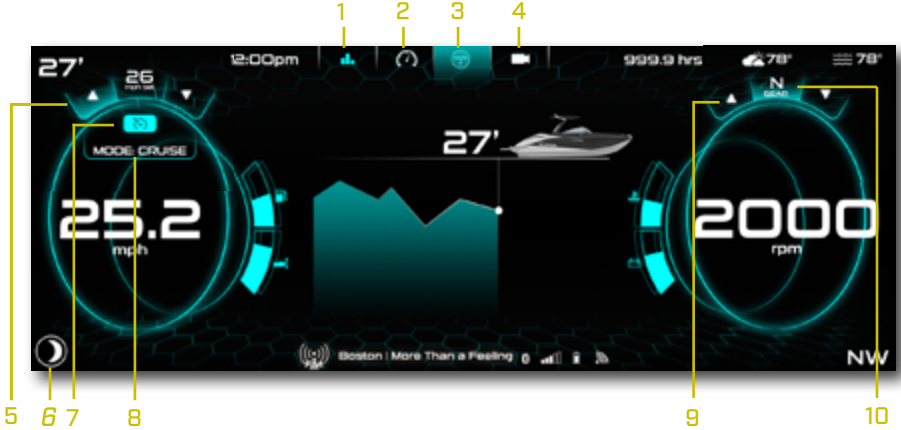 1 2 3 4
27' 12:00pm 999.9 hrs 78° 78°
26
mph set
N
GEAR
MODE: CRUISE
27'
25.2
mph
2000
rpm
Boston | More Than a Feeling
NW
5 6 7 8 9 10